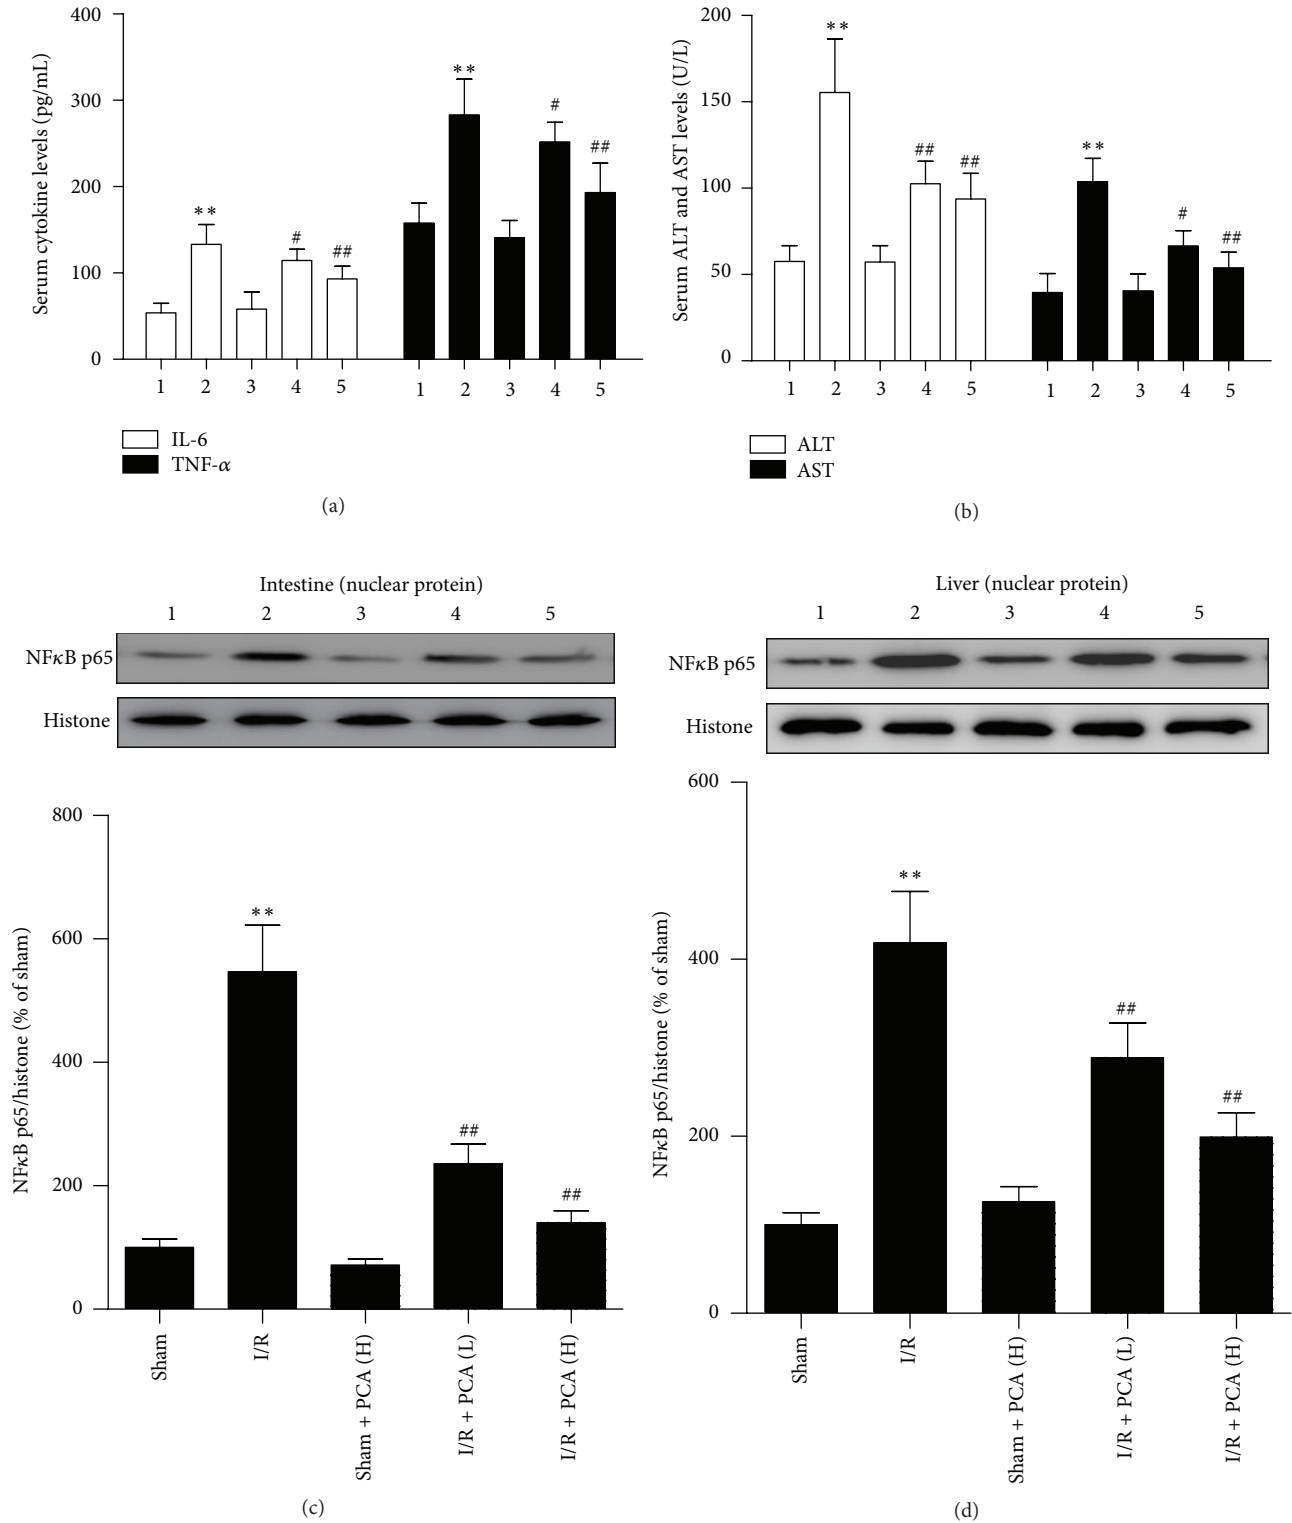 400
300
200
100
0
Serum cytokine levels (pg/mL)
**
#
##
**
#
##
1 2 3 4 5 1 2 3 4 5
IL-6
TNF-α
(a)
200
150
100
50
0
Serum ALT and AST levels (U/L)
**
##
##
**
#
##
1 2 3 4 5 1 2 3 4 5
ALT
AST
(b)
Intestine (nuclear protein)
1 2 3 4 5
NFκB p65
Histone
800
600
400
200
0
NFκB p65/histone (% of sham)
**
##
##
Sham
I/R
Sham + PCA (H)
I/R + PCA (L)
I/R + PCA (H)
(c)
Liver (nuclear protein)
1 2 3 4 5
NFκB p65
Histone
600
400
200
0
NFκB p65/histone (% of sham)
**
##
##
Sham
I/R
Sham + PCA (H)
I/R + PCA (L)
I/R + PCA (H)
(d)